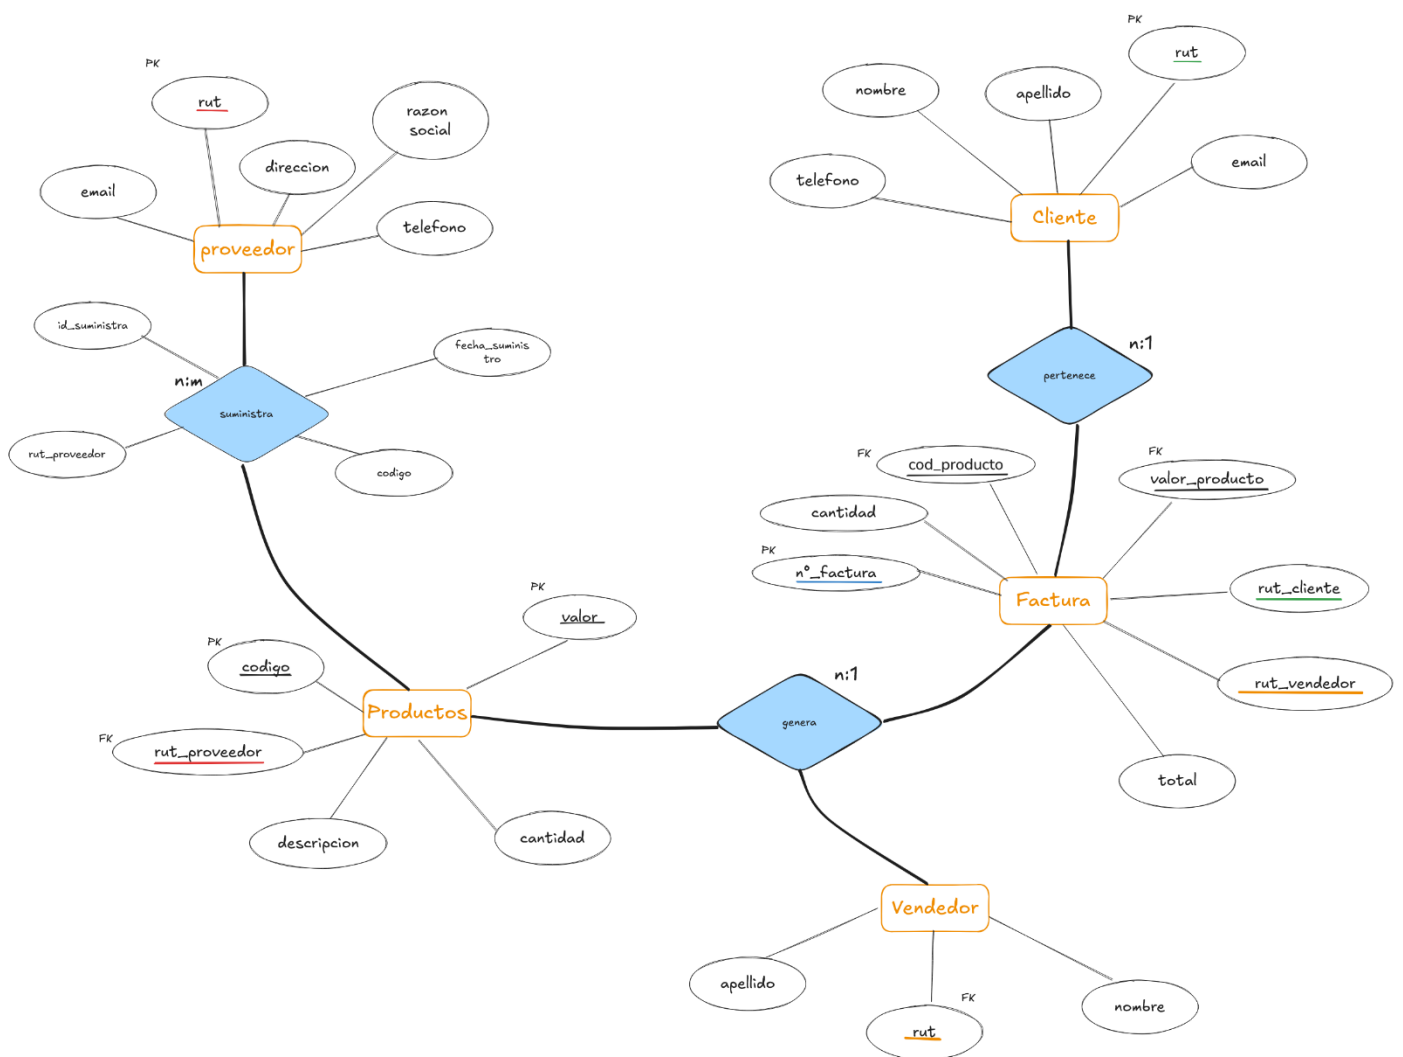 PK
rut
razon
social
direccion
email
telefono
proveedor
id_suministra
fecha_suminis
tro
n:m
suministra
rut_proveedor
codigo
PK
rut
nombre
apellido
email
telefono
Cliente
n:1
pertenece
FK
cod_producto
FK
valor_producto
cantidad
PK
n°_factura
rut_cliente
Factura
rut_vendedor
total
PK
valor
PK
codigo
Productos
FK
rut_proveedor
descripcion
cantidad
n:1
genera
Vendedor
apellido
FK
rut
nombre